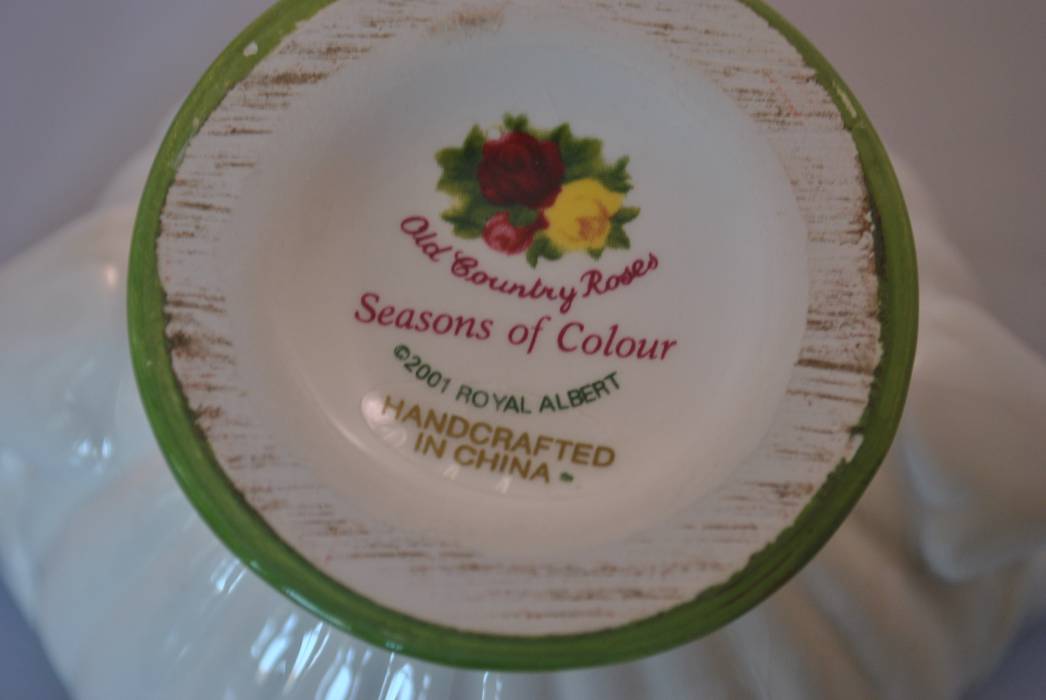 Old Country Roses
Seasons of Colour
©2001 ROYAL ALBERT
HANDCRAFTED
IN CHINA